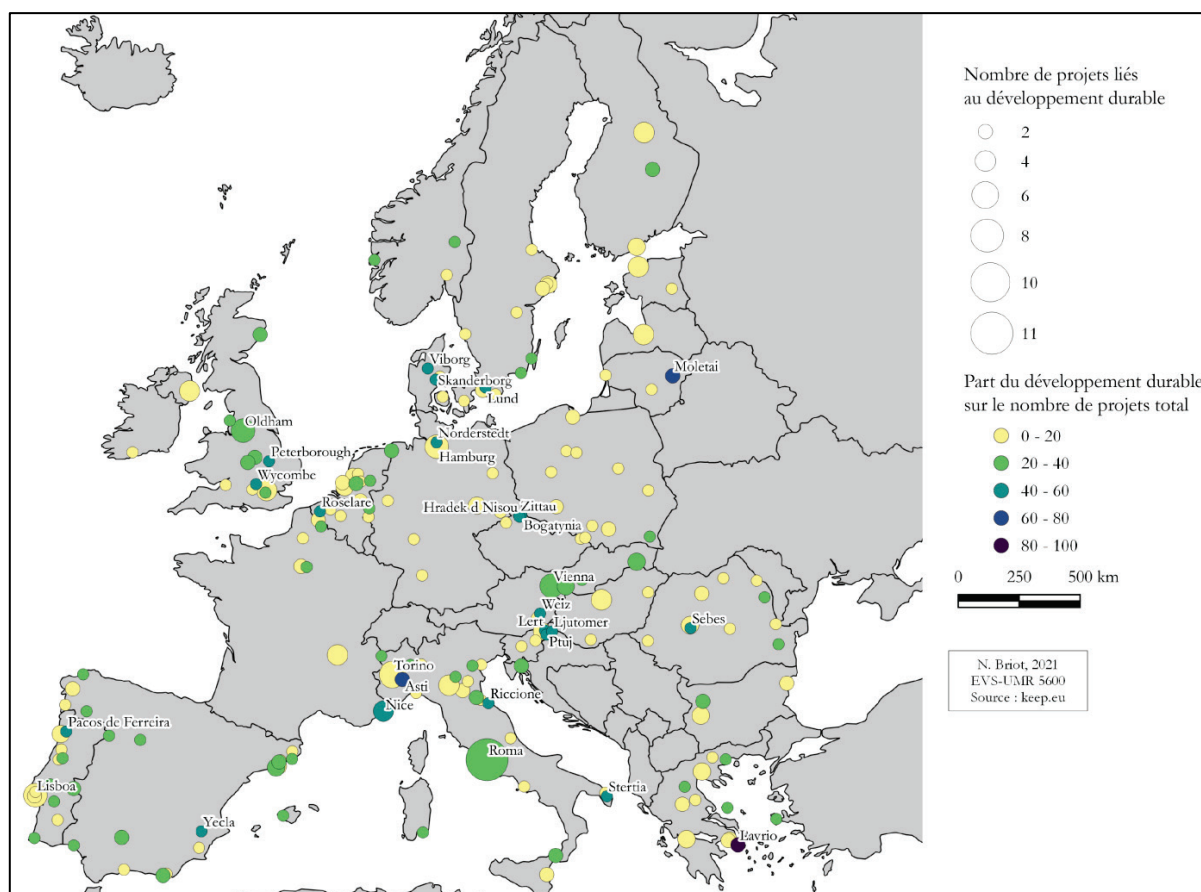 Viborg
Skanderborg
Lund
Moletai
Oldham
Peterborough
Wycombe
Norderstedt
Hamburg
Roselare
Hradek d Nisou
Zittau
Bogatynia
Vienna
Weiz
Lert
Ljutomer
Ptuj
Sebes
Torino
Asti
Nice
Riccione
Pacos de Ferreira
Roma
Lisboa
Yecla
Stertia
Lavrio
Nombre de projets liés
au développement durable
2
4
6
8
10
11
Part du développement durable
sur le nombre de projets total
0 - 20
20 - 40
40 - 60
60 - 80
80 - 100
0 250 500 km
N. Briot, 2021
EVS-UMR 5600
Source : keep.eu